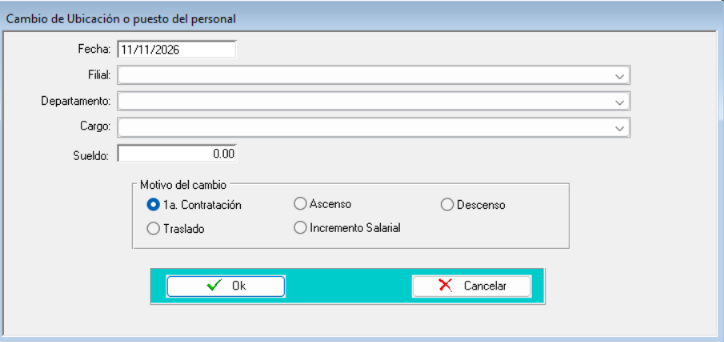 Cambio de Ubicación o puesto del personal
Fecha: 11/11/2026
Filial:
Departamento:
Cargo:
Sueldo: 0.00
Motivo del cambio
1a. Contratación Ascenso Descenso
Traslado Incremento Salarial
Ok Cancelar